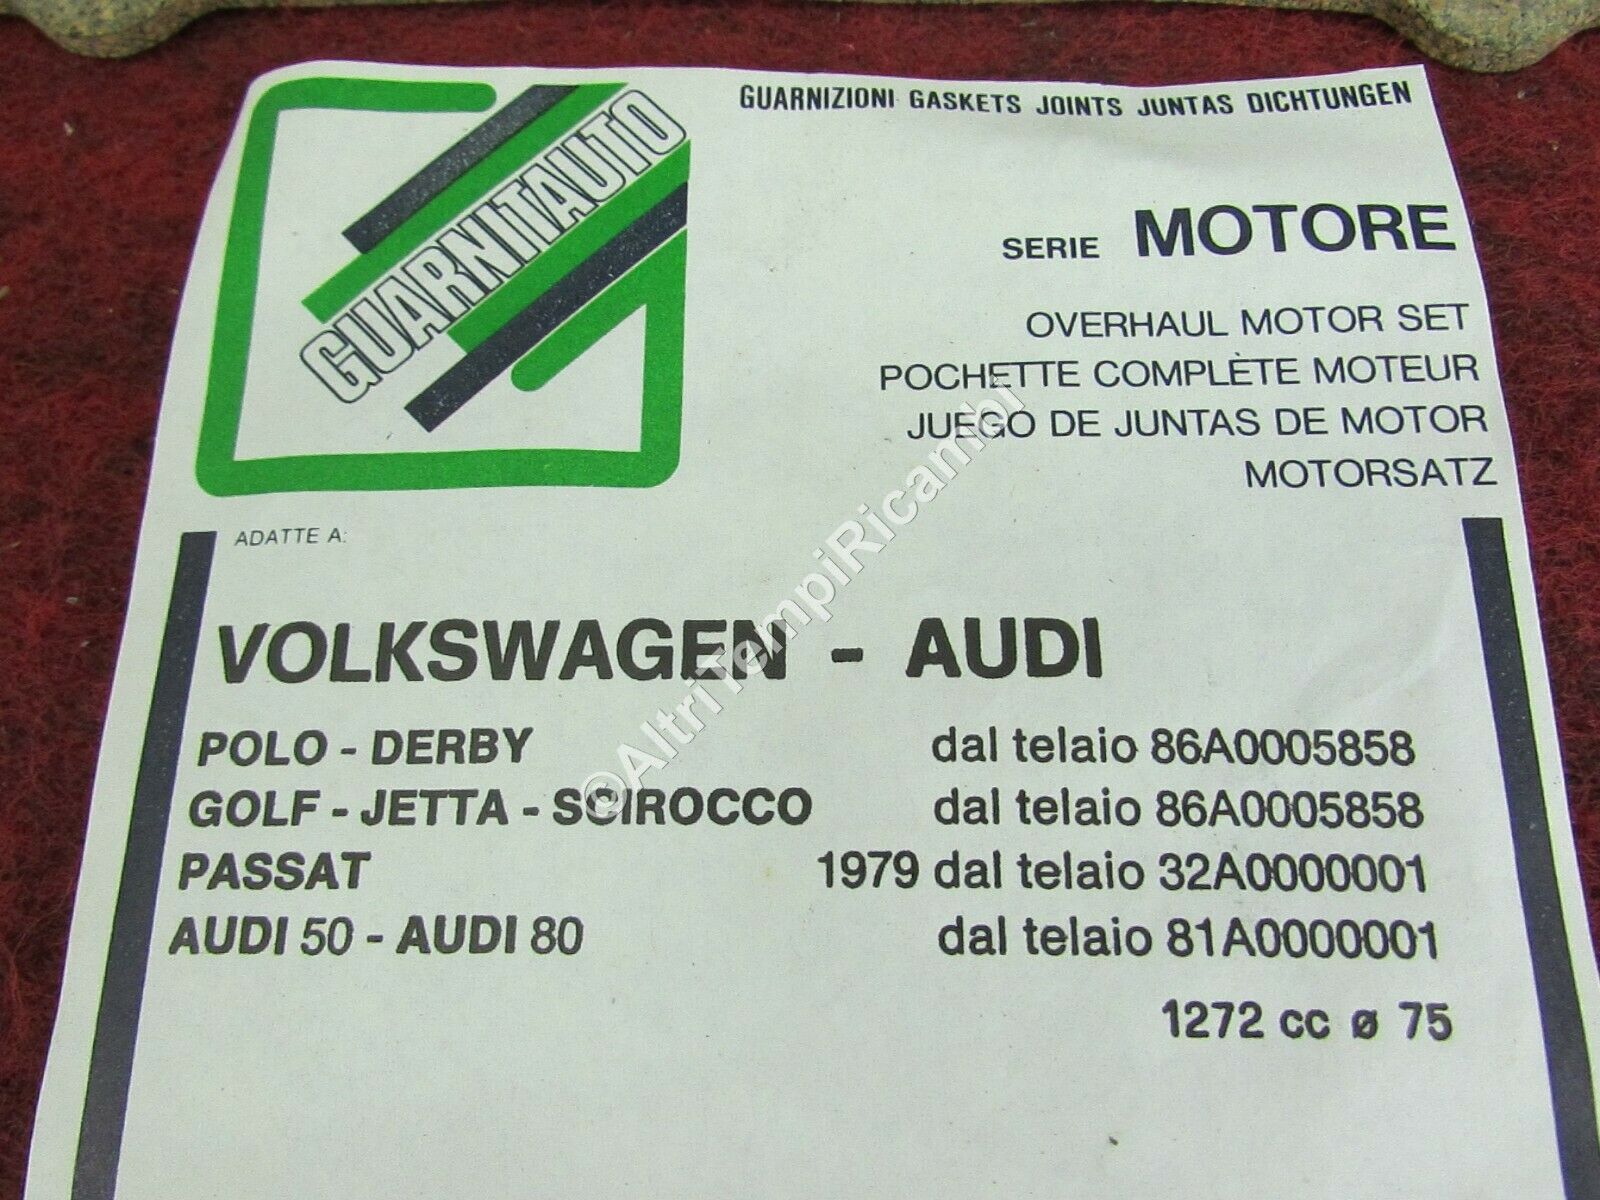 GUARNIZIONI GASKETS JOINTS JUNTAS DICHTUNGEN
GUARNITAUTO
SERIE MOTORE
OVERHAUL MOTOR SET
POCHETTE COMPLÈTE MOTEUR
JUEGO DE JUNTAS DE MOTOR
MOTORSATZ
ADATTE A:
VOLKSWAGEN - AUDI
POLO - DERBY dal telaio 86A0005858
GOLF - JETTA - SCIROCCO dal telaio 86A0005858
PASSAT 1979 dal telaio 32A0000001
AUDI 50 - AUDI 80 dal telaio 81A0000001
1272 cc ø 75
©AltriTempiRicambi